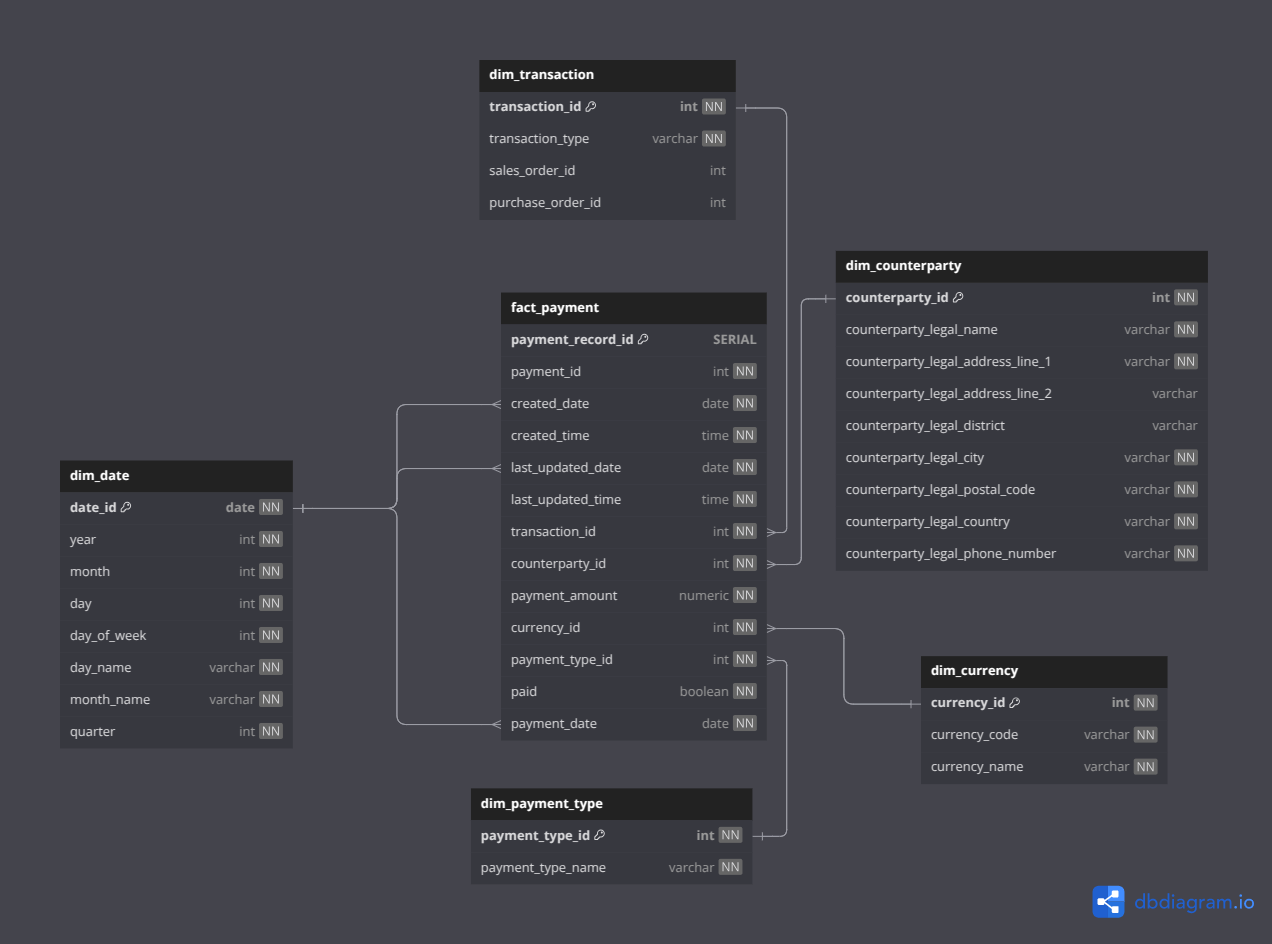 dim_transaction
transaction_id int NN
transaction_type varchar NN
sales_order_id int
purchase_order_id int
dim_counterparty
counterparty_id int NN
counterparty_legal_name varchar NN
counterparty_legal_address_line_1 varchar NN
counterparty_legal_address_line_2 varchar
counterparty_legal_district varchar
counterparty_legal_city varchar NN
counterparty_legal_postal_code varchar NN
counterparty_legal_country varchar NN
counterparty_legal_phone_number varchar NN
fact_payment
payment_record_id SERIAL
payment_id int NN
created_date date NN
created_time time NN
last_updated_date date NN
last_updated_time time NN
transaction_id int NN
counterparty_id int NN
payment_amount numeric NN
currency_id int NN
payment_type_id int NN
paid boolean NN
payment_date date NN
dim_date
date_id date NN
year int NN
month int NN
day int NN
day_of_week int NN
day_name varchar NN
month_name varchar NN
quarter int NN
dim_currency
currency_id int NN
currency_code varchar NN
currency_name varchar NN
dim_payment_type
payment_type_id int NN
payment_type_name varchar NN
dbdiagram.io